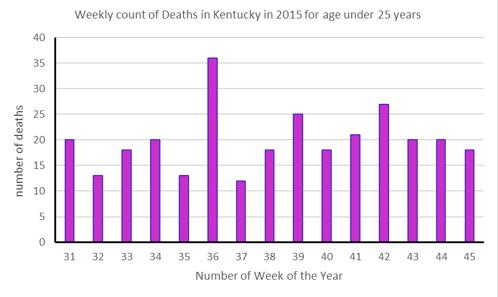 Weekly count of Deaths in Kentucky in 2015 for age under 25 years
number of deaths
40
35
30
25
20
15
10
5
0
31 32 33 34 35 36 37 38 39 40 41 42 43 44 45
Number of Week of the Year